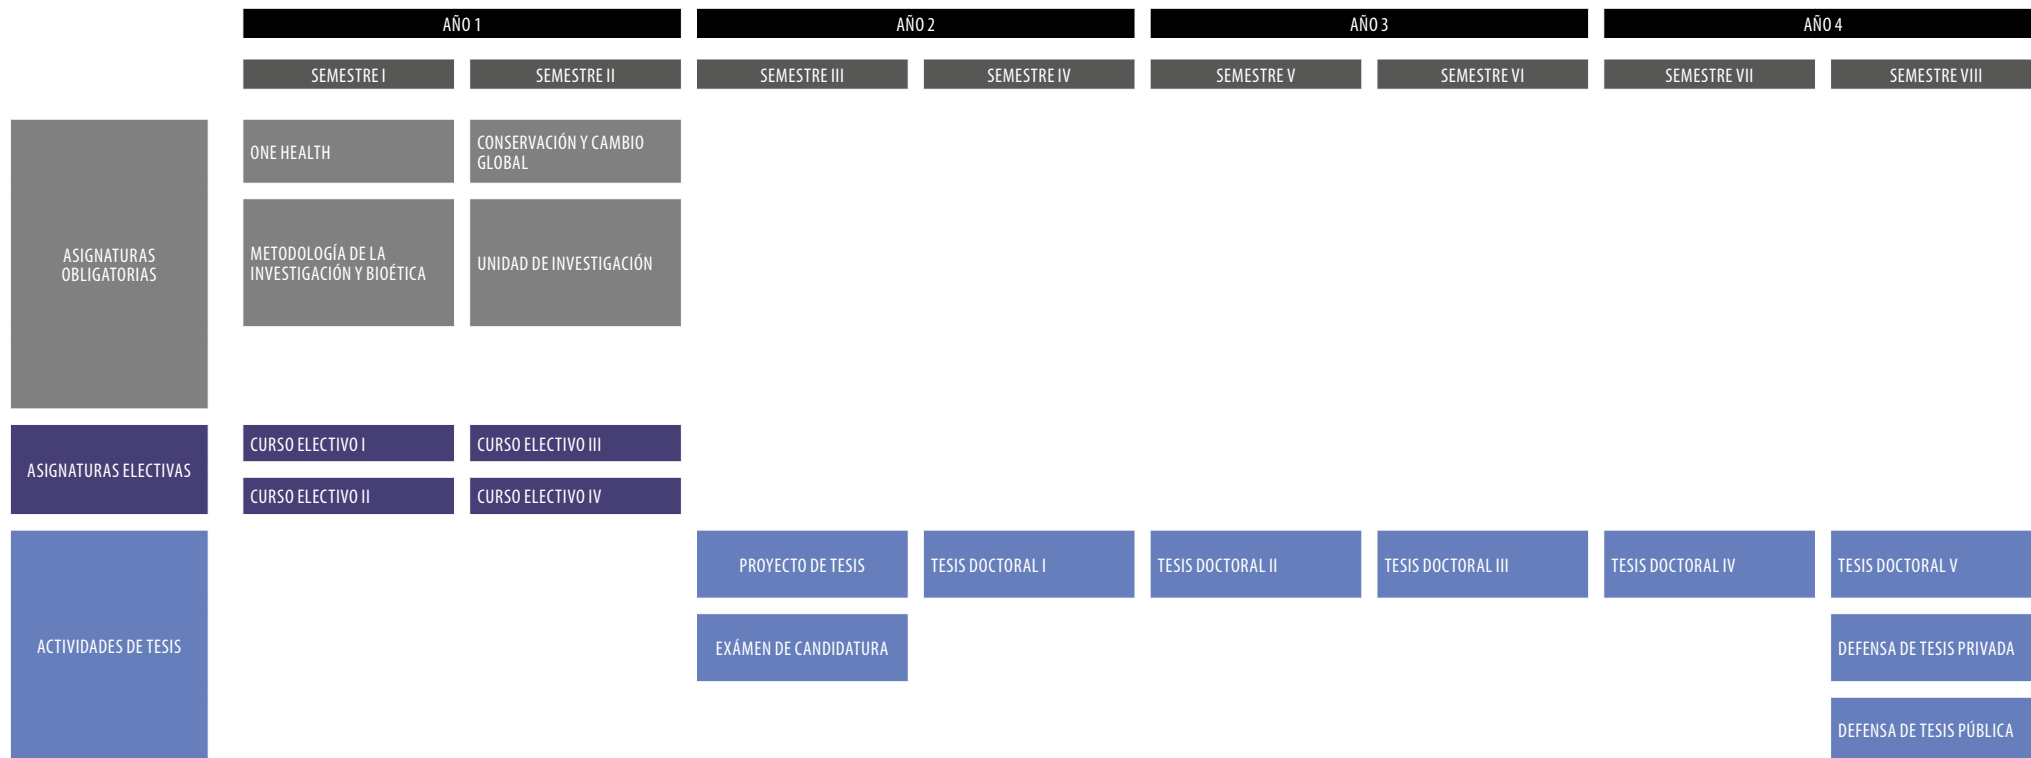 AÑO 1
AÑO 2
AÑO 3
AÑO 4
SEMESTRE I
SEMESTRE II
SEMESTRE III
SEMESTRE IV
SEMESTRE V
SEMESTRE VI
SEMESTRE VII
SEMESTRE VIII
ASIGNATURAS
OBLIGATORIAS
ONE HEALTH
CONSERVACIÓN Y CAMBIO
GLOBAL
METODOLOGÍA DE LA
INVESTIGACIÓN Y BIOÉTICA
UNIDAD DE INVESTIGACIÓN
ASIGNATURAS ELECTIVAS
CURSO ELECTIVO I
CURSO ELECTIVO III
CURSO ELECTIVO II
CURSO ELECTIVO IV
ACTIVIDADES DE TESIS
PROYECTO DE TESIS
TESIS DOCTORAL I
TESIS DOCTORAL II
TESIS DOCTORAL III
TESIS DOCTORAL IV
TESIS DOCTORAL V
EXÁMEN DE CANDIDATURA
DEFENSA DE TESIS PRIVADA
DEFENSA DE TESIS PÚBLICA